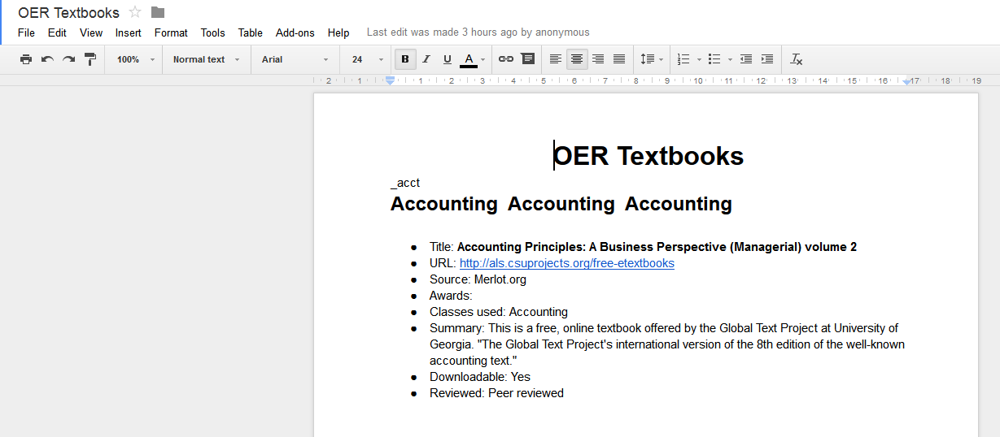 OER Textbooks
File Edit View Insert Format Tools Table Add-ons Help Last edit was made 3 hours ago by anonymous
100% Normal text Arial 24 B I U A
2 1 1 2 3 4 5 6 7 8 9 10 11 12 13 14 15 16 17 18 19
OER Textbooks
_acct
Accounting Accounting Accounting
● Title: Accounting Principles: A Business Perspective (Managerial) volume 2
● URL: http://als.csuprojects.org/free-etextbooks
● Source: Merlot.org
● Awards:
● Classes used: Accounting
● Summary: This is a free, online textbook offered by the Global Text Project at University of
Georgia. "The Global Text Project's international version of the 8th edition of the well-known
accounting text."
● Downloadable: Yes
● Reviewed: Peer reviewed